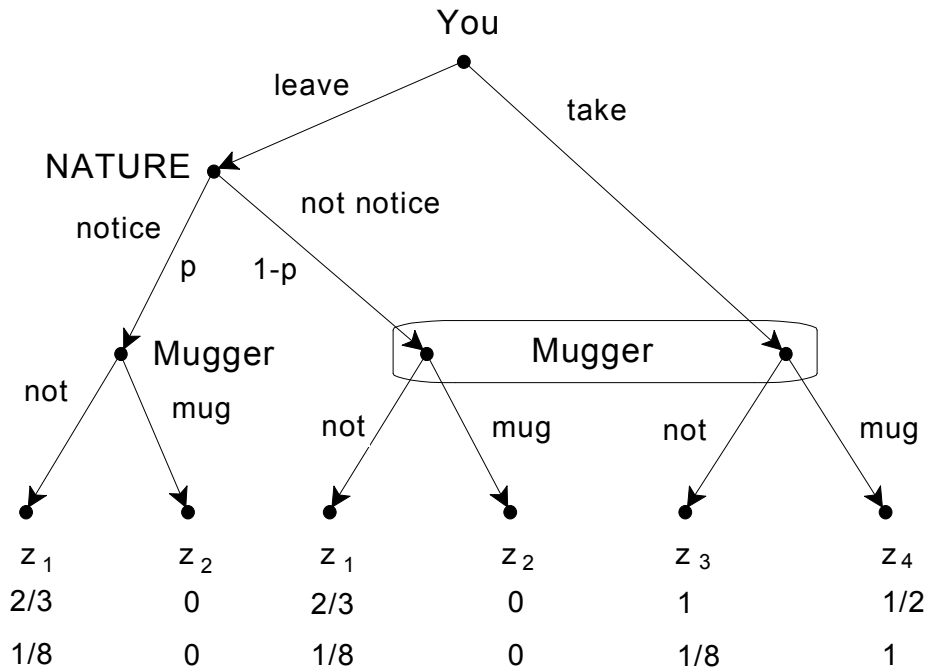 You
leave
take
NATURE
not notice
notice
p
1-p
Mugger
Mugger
not
mug
not
mug
not
mug
z 1 z 2 z 1 z 2 z 3 z 4
2/3 0 2/3 0 1 1/2
1/8 0 1/8 0 1/8 1